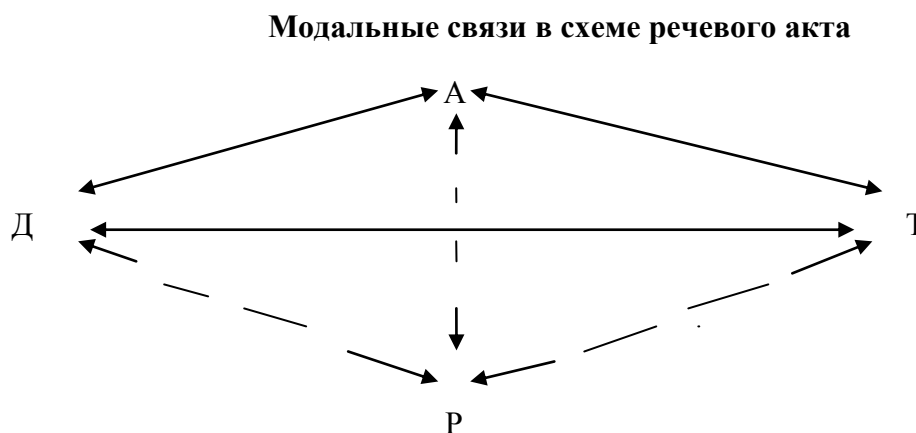 Модальные связи в схеме речевого акта
А
Д
Т
Р